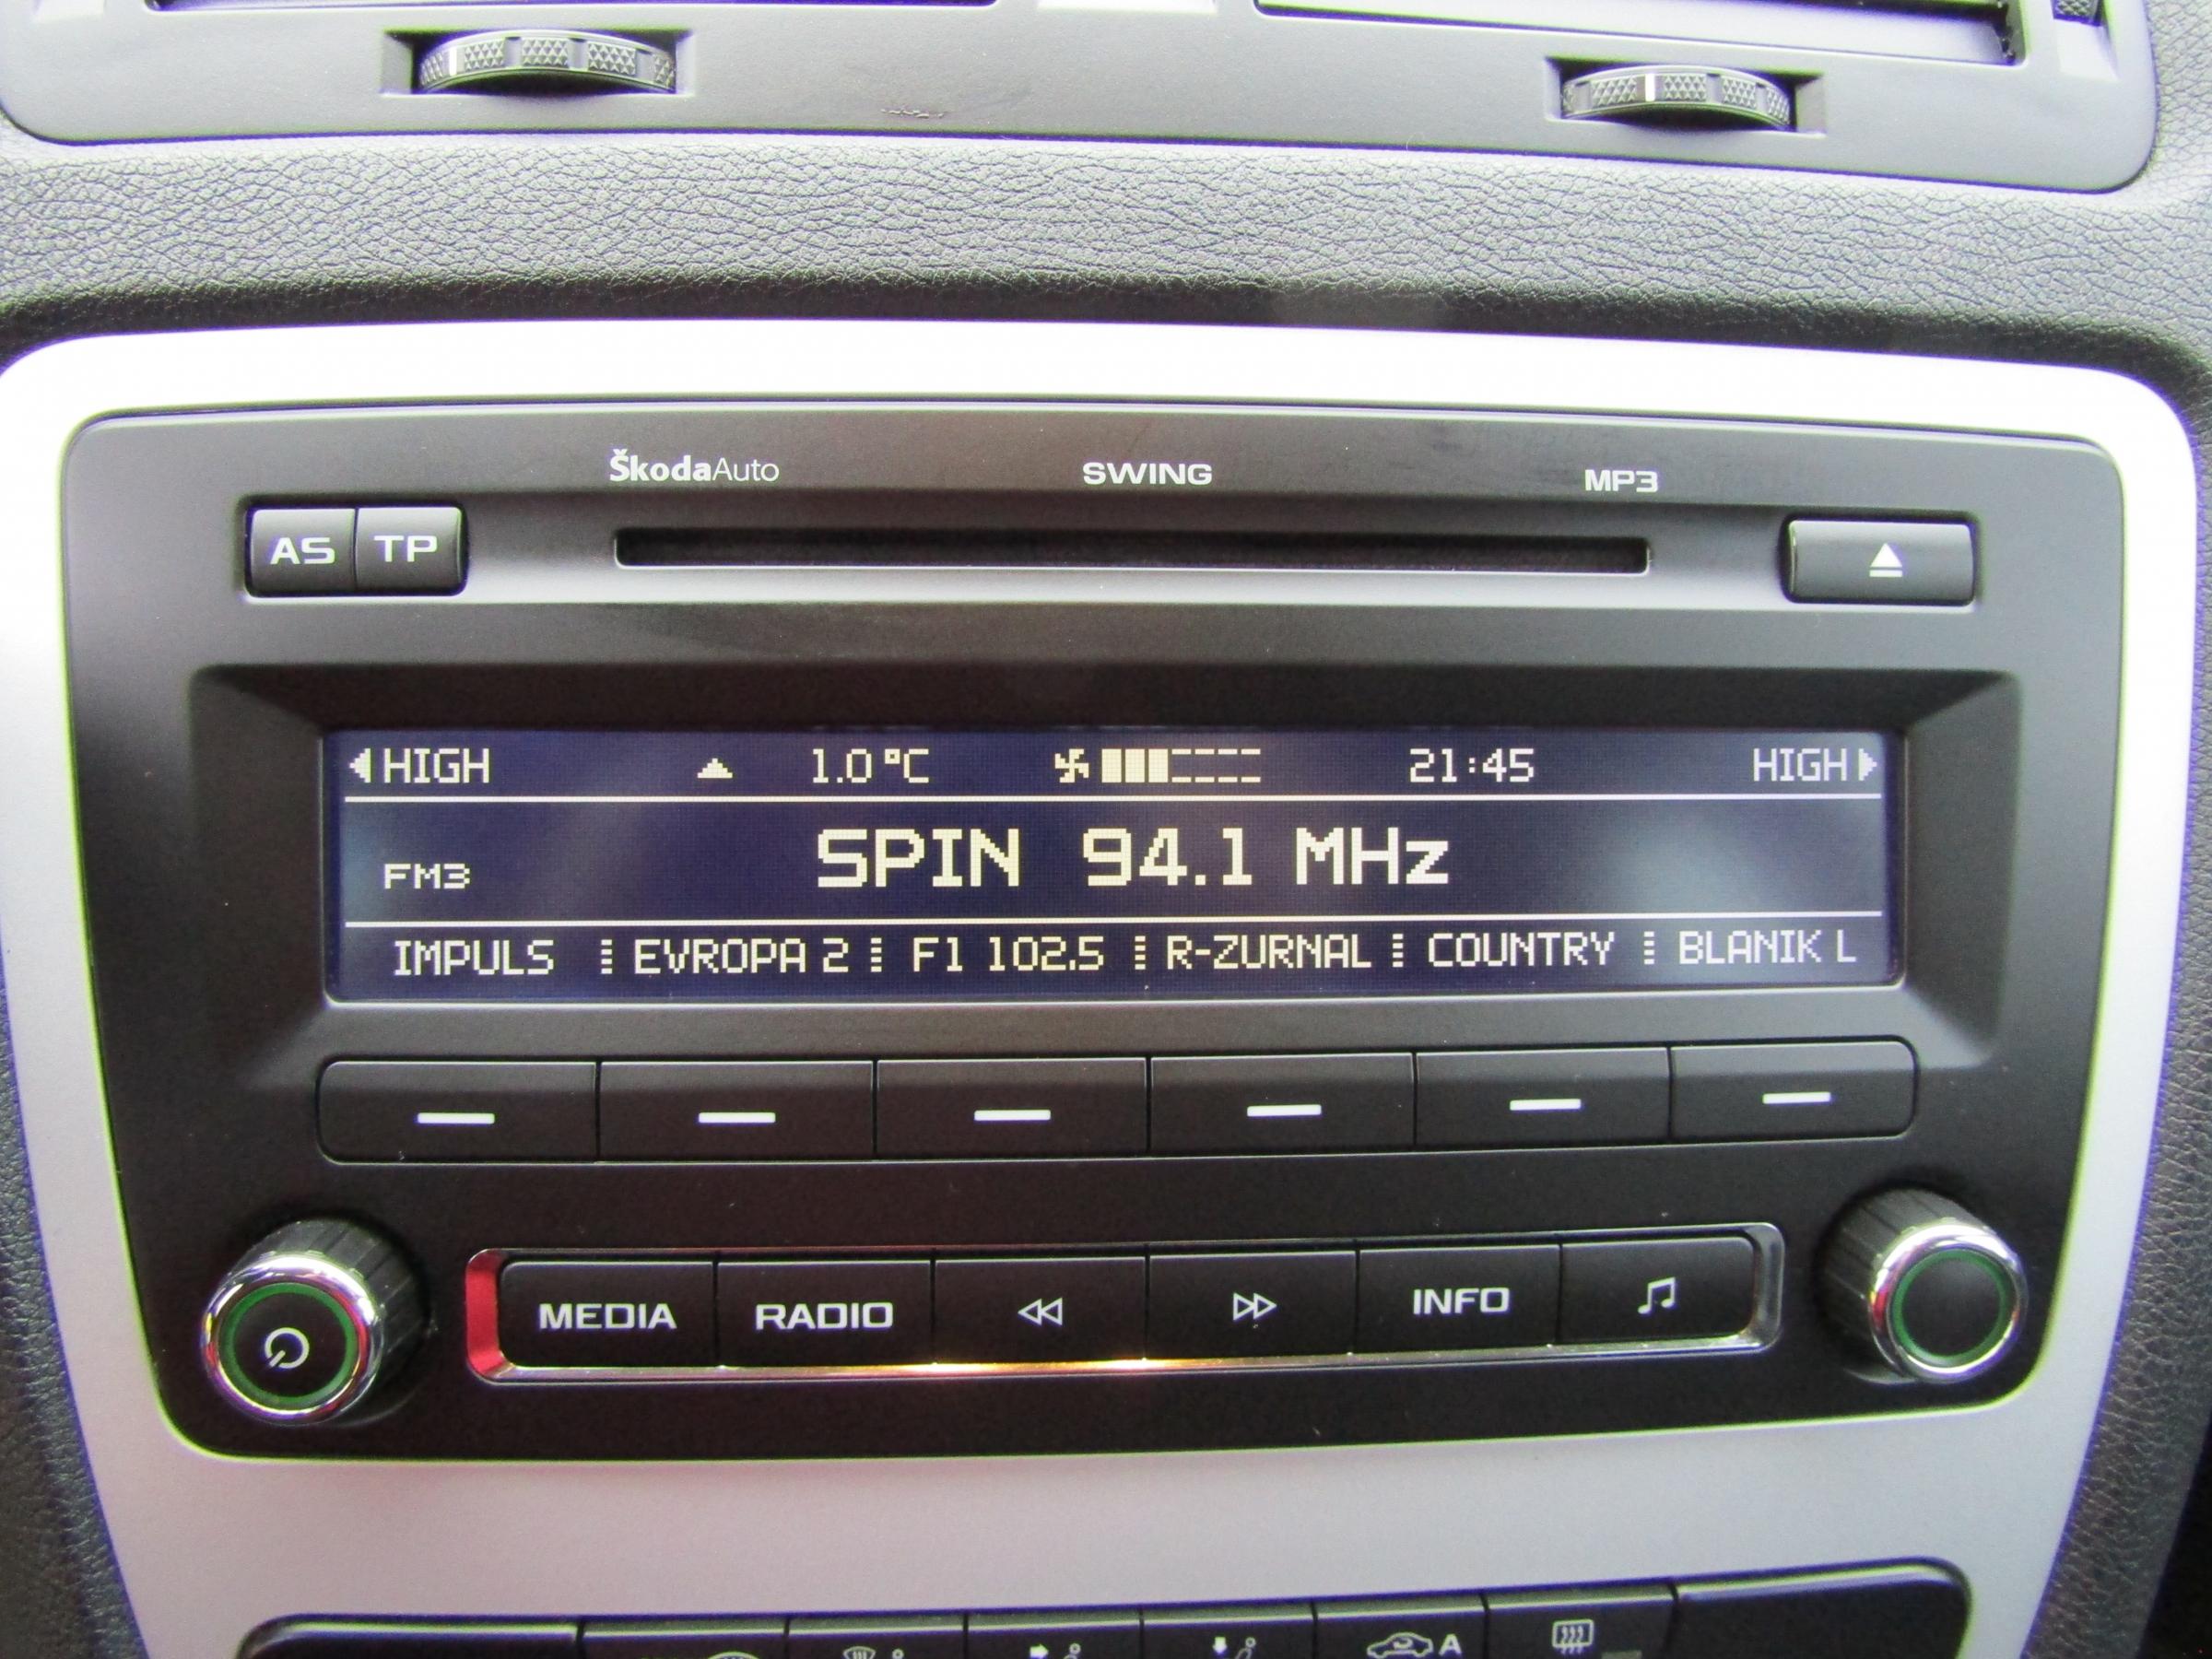 ŠkodaAuto SWING MP3
AS TP
HIGH 1.0 °C 21:45 HIGH
FM3 SPIN 94.1 MHz
IMPULS EVROPA 2 F1 102.5 R-ZURNAL COUNTRY BLANIK L
MEDIA RADIO INFO
A